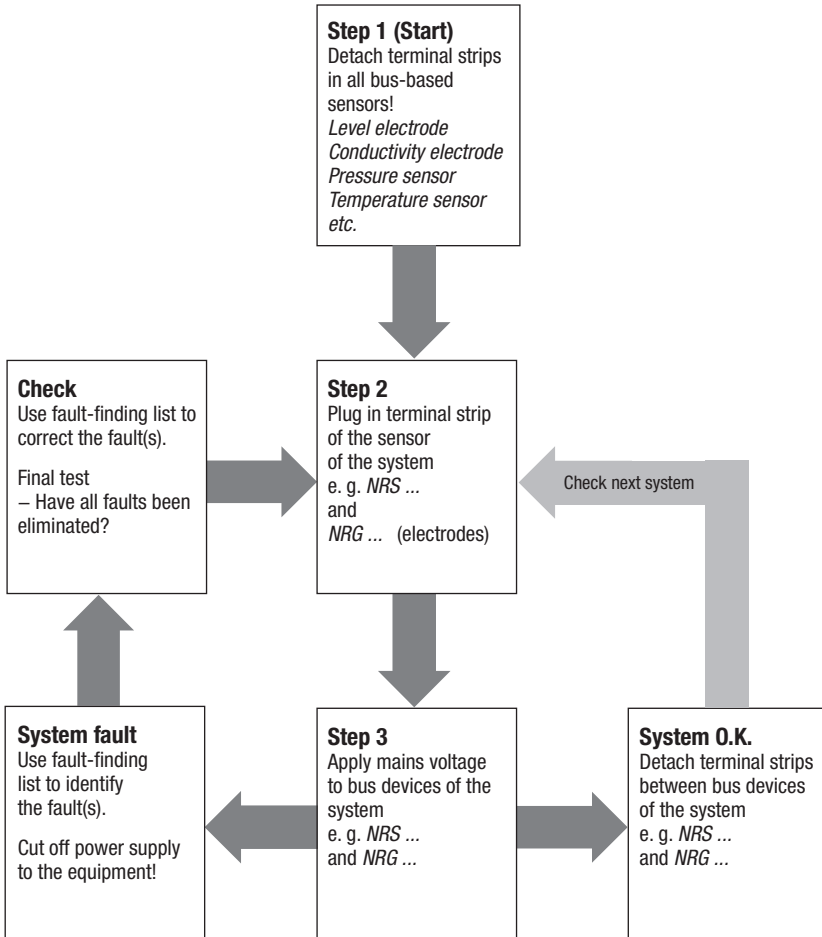 Step 1 (Start)
Detach terminal strips
in all bus-based
sensors!
Level electrode
Conductivity electrode
Pressure sensor
Temperature sensor
etc.
Check
Use fault-finding list to
correct the fault(s).
Final test
– Have all faults been
eliminated?
Step 2
Plug in terminal strip
of the sensor
of the system
e. g. NRS ...
and
NRG ... (electrodes)
Check next system
System fault
Use fault-finding
list to identify
the fault(s).
Cut off power supply
to the equipment!
Step 3
Apply mains voltage
to bus devices of the
system
e. g. NRS ...
and NRG ...
System O.K.
Detach terminal strips
between bus devices
of the system
e. g. NRS ...
and NRG ...